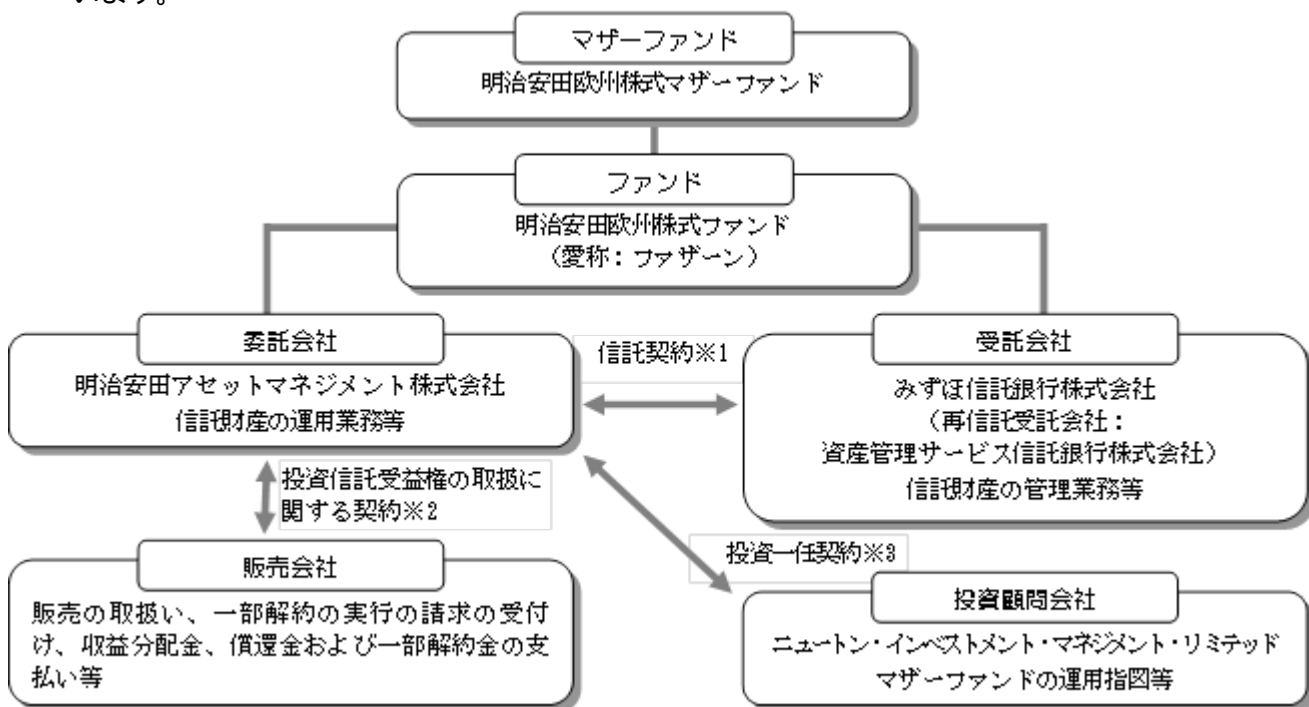 います。
マザーファンド
明治安田欧州株式マザーファンド
ファンド
明治安田欧州株式ファンド
(愛称:ファザーン)
委託会社
明治安田アセットマネジメント株式会社
信託財産の運用業務等
信託契約※1
受託会社
みずほ信託銀行株式会社
(再信託受託会社:
資産管理サービス信託銀行株式会社)
信託財産の管理業務等
投資信託受益権の取扱に
関する契約※2
投資一任契約※3
販売会社
販売の取扱い、一部解約の実行の請求の受付
け、収益分配金、償還金および一部解約金の支
払い等
投資顧問会社
ニュートン・インベストメント・マネジメント・リミテッド
マザーファンドの運用指図等